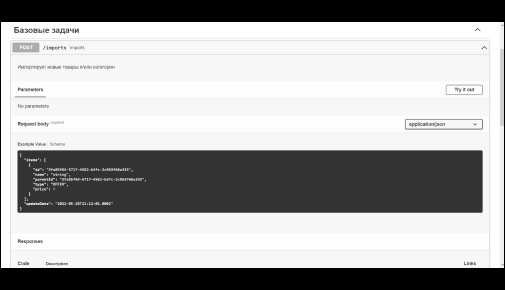 Базовые задачи
POST /imports imports
Импортирует новые товары и/или категории
Parameters
Try it out
No parameters
Request body required
application/json
Example Value Schema
{
"items": [
{
"id": "3fa85f64-5717-4562-b3fc-2c963f66a333",
"name": "string",
"parentId": "3fa85f64-5717-4562-b3fc-2c963f66a333",
"type": "OFFER",
"price": 0
}
],
"updateDate": "2022-05-28T21:12:01.000Z"
}
Responses
Code Description Links